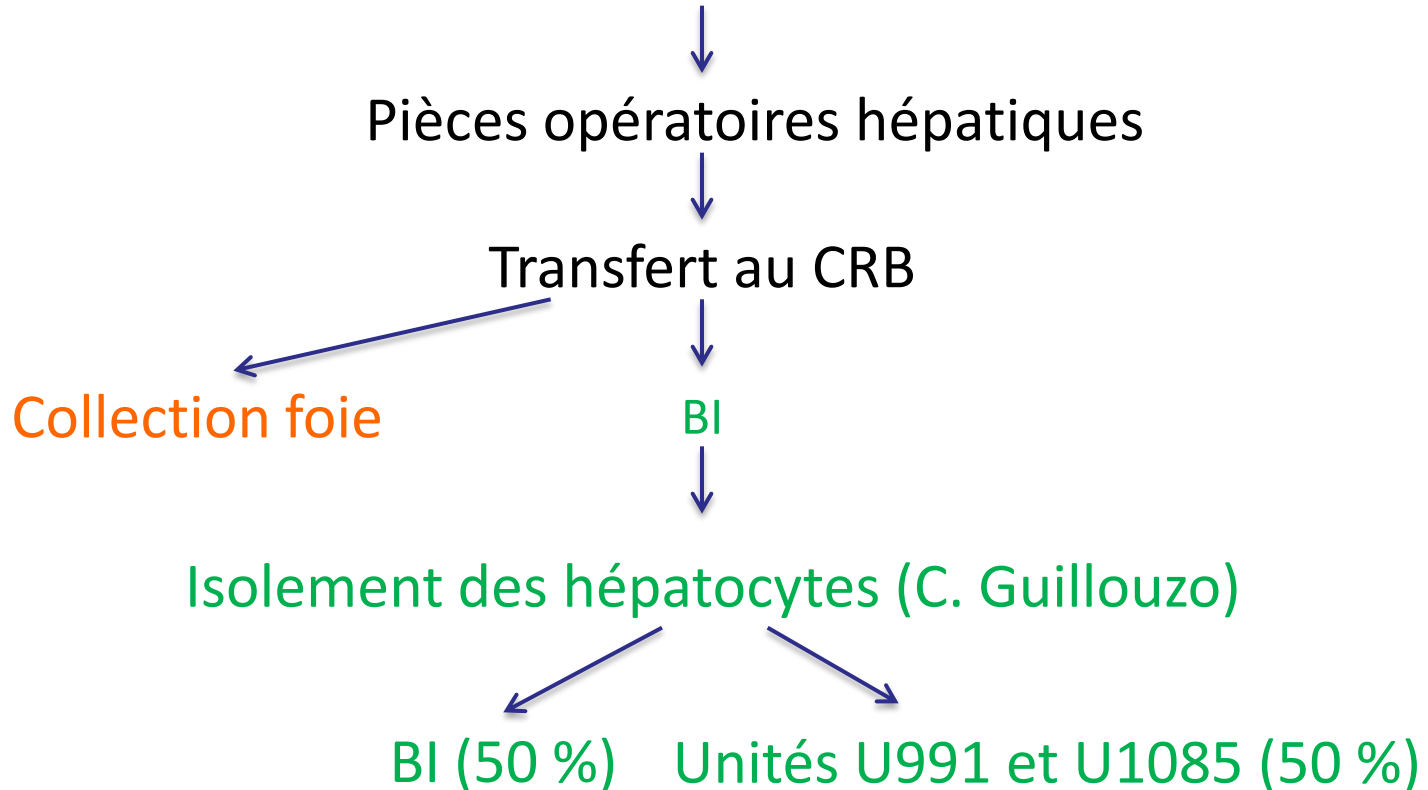 Pièces opératoires hépatiques
Transfert au CRB
Collection foie
BI
Isolement des hépatocytes (C. Guillouzo)
BI (50 %)
Unités U991 et U1085 (50 %)